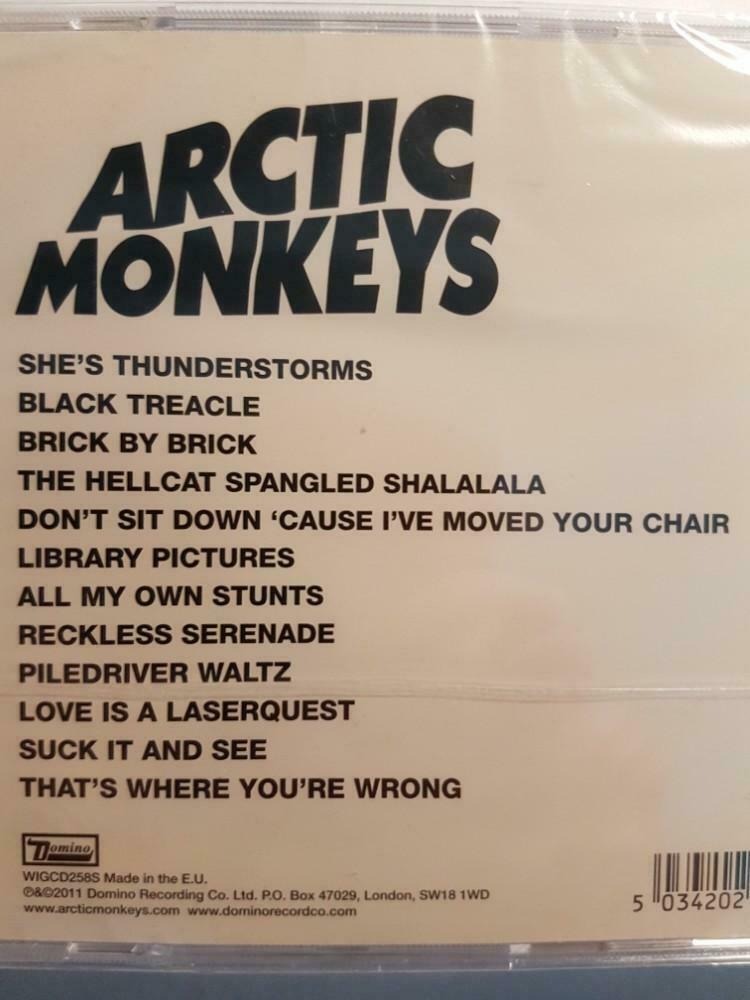 ARCTIC
MONKEYS
SHE'S THUNDERSTORMS
BLACK TREACLE
BRICK BY BRICK
THE HELLCAT SPANGLED SHALALALA
DON'T SIT DOWN ‘CAUSE I'VE MOVED YOUR CHAIR
LIBRARY PICTURES
ALL MY OWN STUNTS
RECKLESS SERENADE
PILEDRIVER WALTZ
LOVE IS A LASERQUEST
SUCK IT AND SEE
THAT'S WHERE YOU'RE WRONG
Domino
WIGCD258S Made in the E.U.
℗&©2011 Domino Recording Co. Ltd. P.O. Box 47029, London, SW18 1WD
www.arcticmonkeys.com www.dominorecordco.com
5 034202